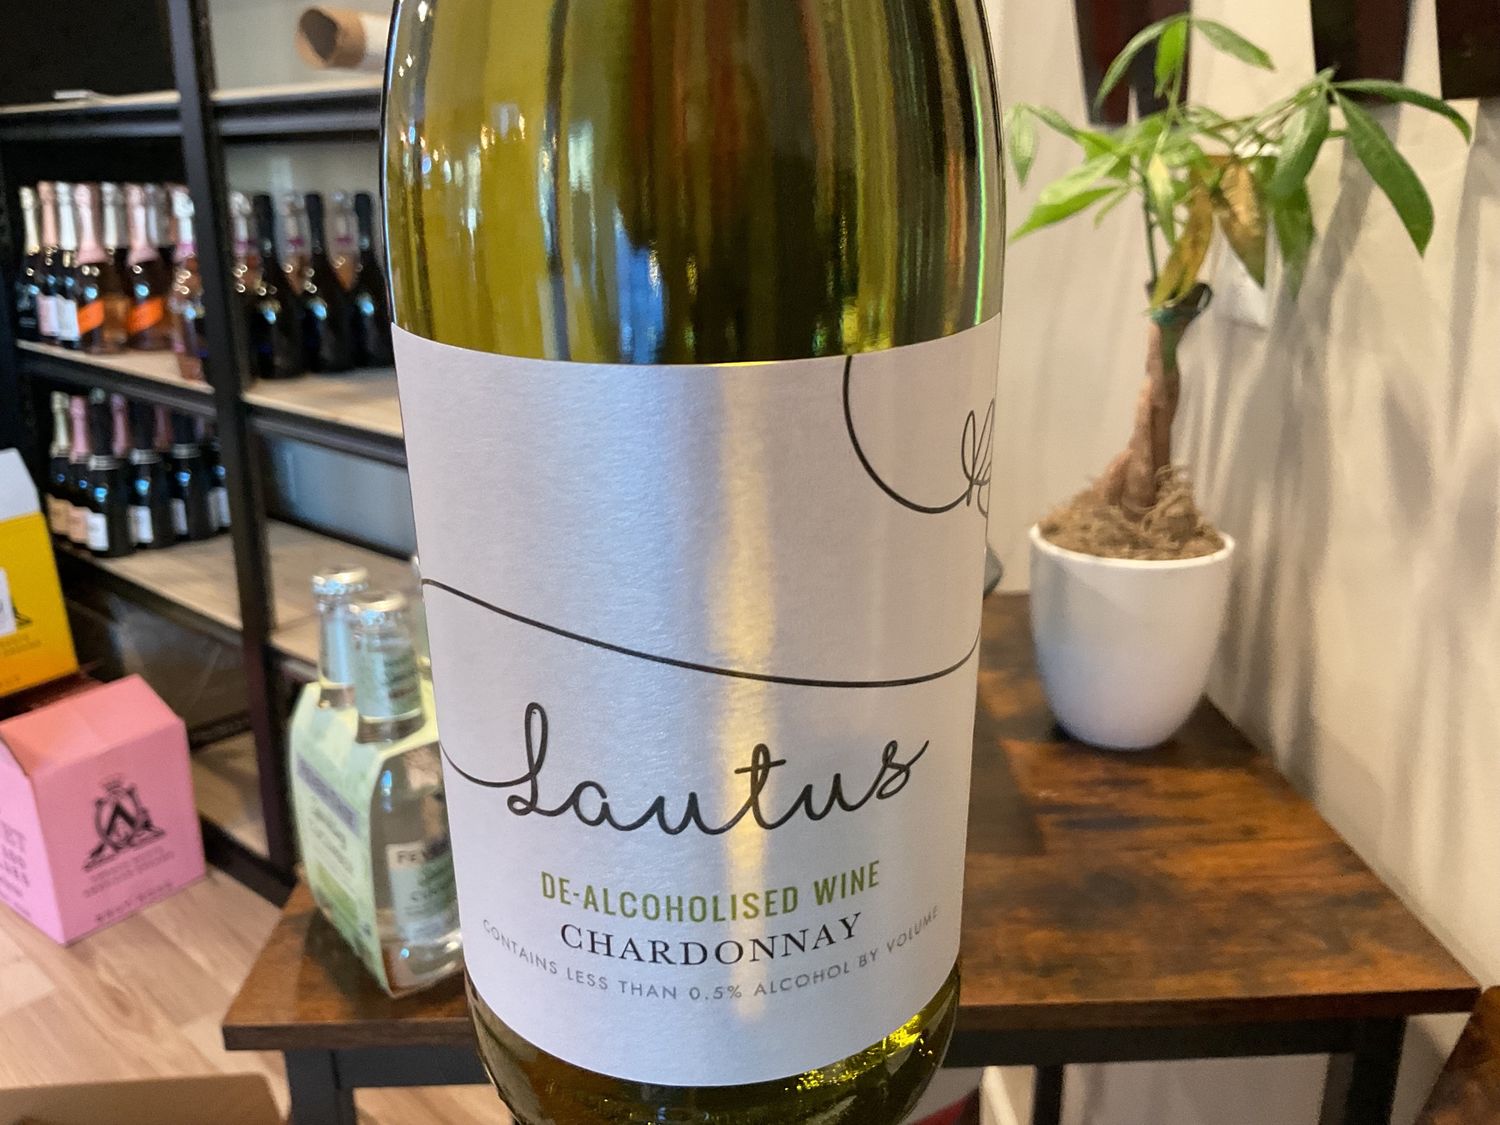 Lautus
DE-ALCOHOLISED WINE
CHARDONNAY
CONTAINS LESS THAN 0.5% ALCOHOL BY VOLUME